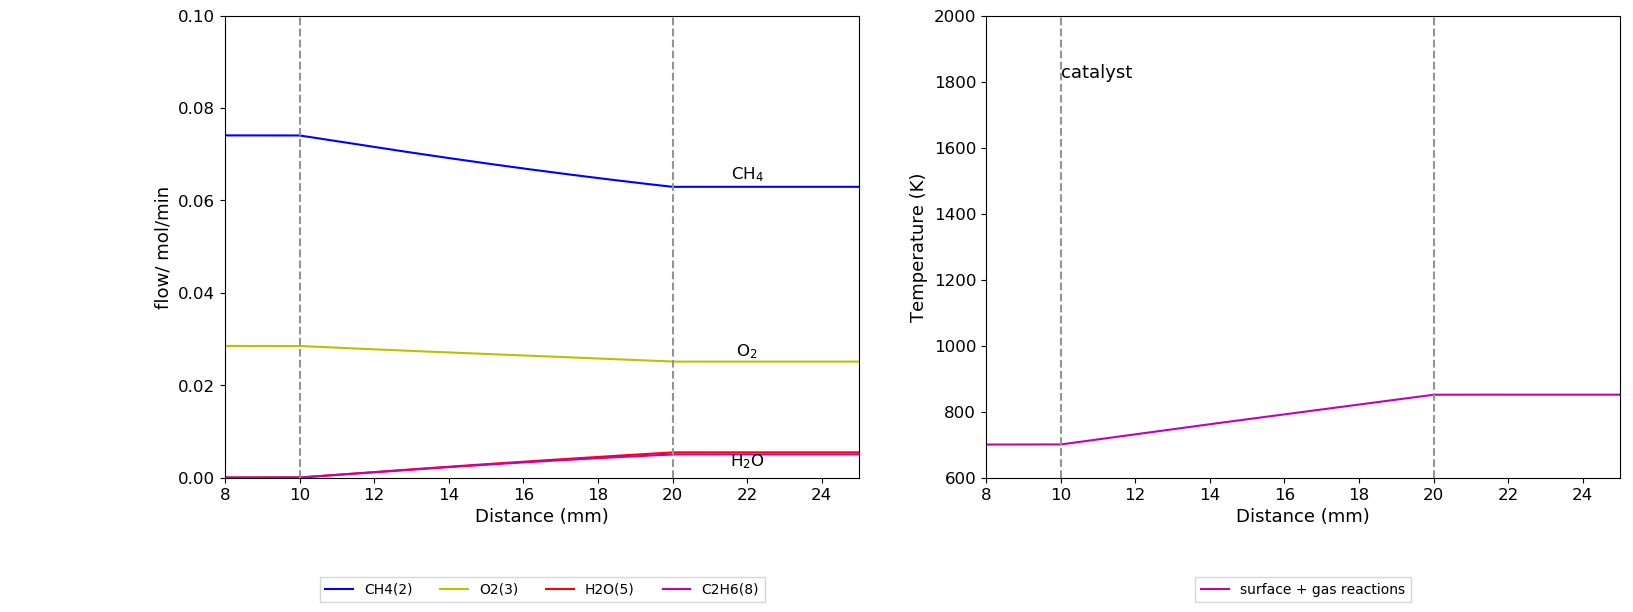 0.10
0.08
0.06
0.04
0.02
0.00
flow/ mol/min
CH₄
O₂
H₂O
8 10 12 14 16 18 20 22 24
Distance (mm)
CH4(2) O2(3) H2O(5) C2H6(8)
2000
1800
1600
1400
1200
1000
800
600
Temperature (K)
catalyst
8 10 12 14 16 18 20 22 24
Distance (mm)
surface + gas reactions